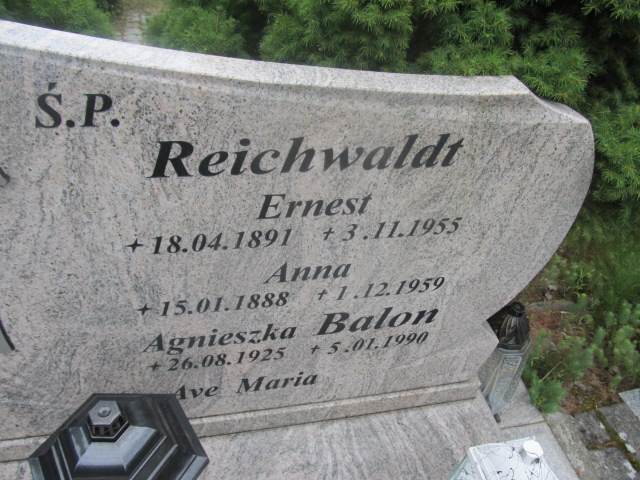 Ś.P.
Reichwaldt
Ernest
+ 18.04.1891 + 3.11.1955
Anna
+ 15.01.1888 + 1.12.1959
Agnieszka Balon
+ 26.08.1925 + 5.01.1990
Ave Maria